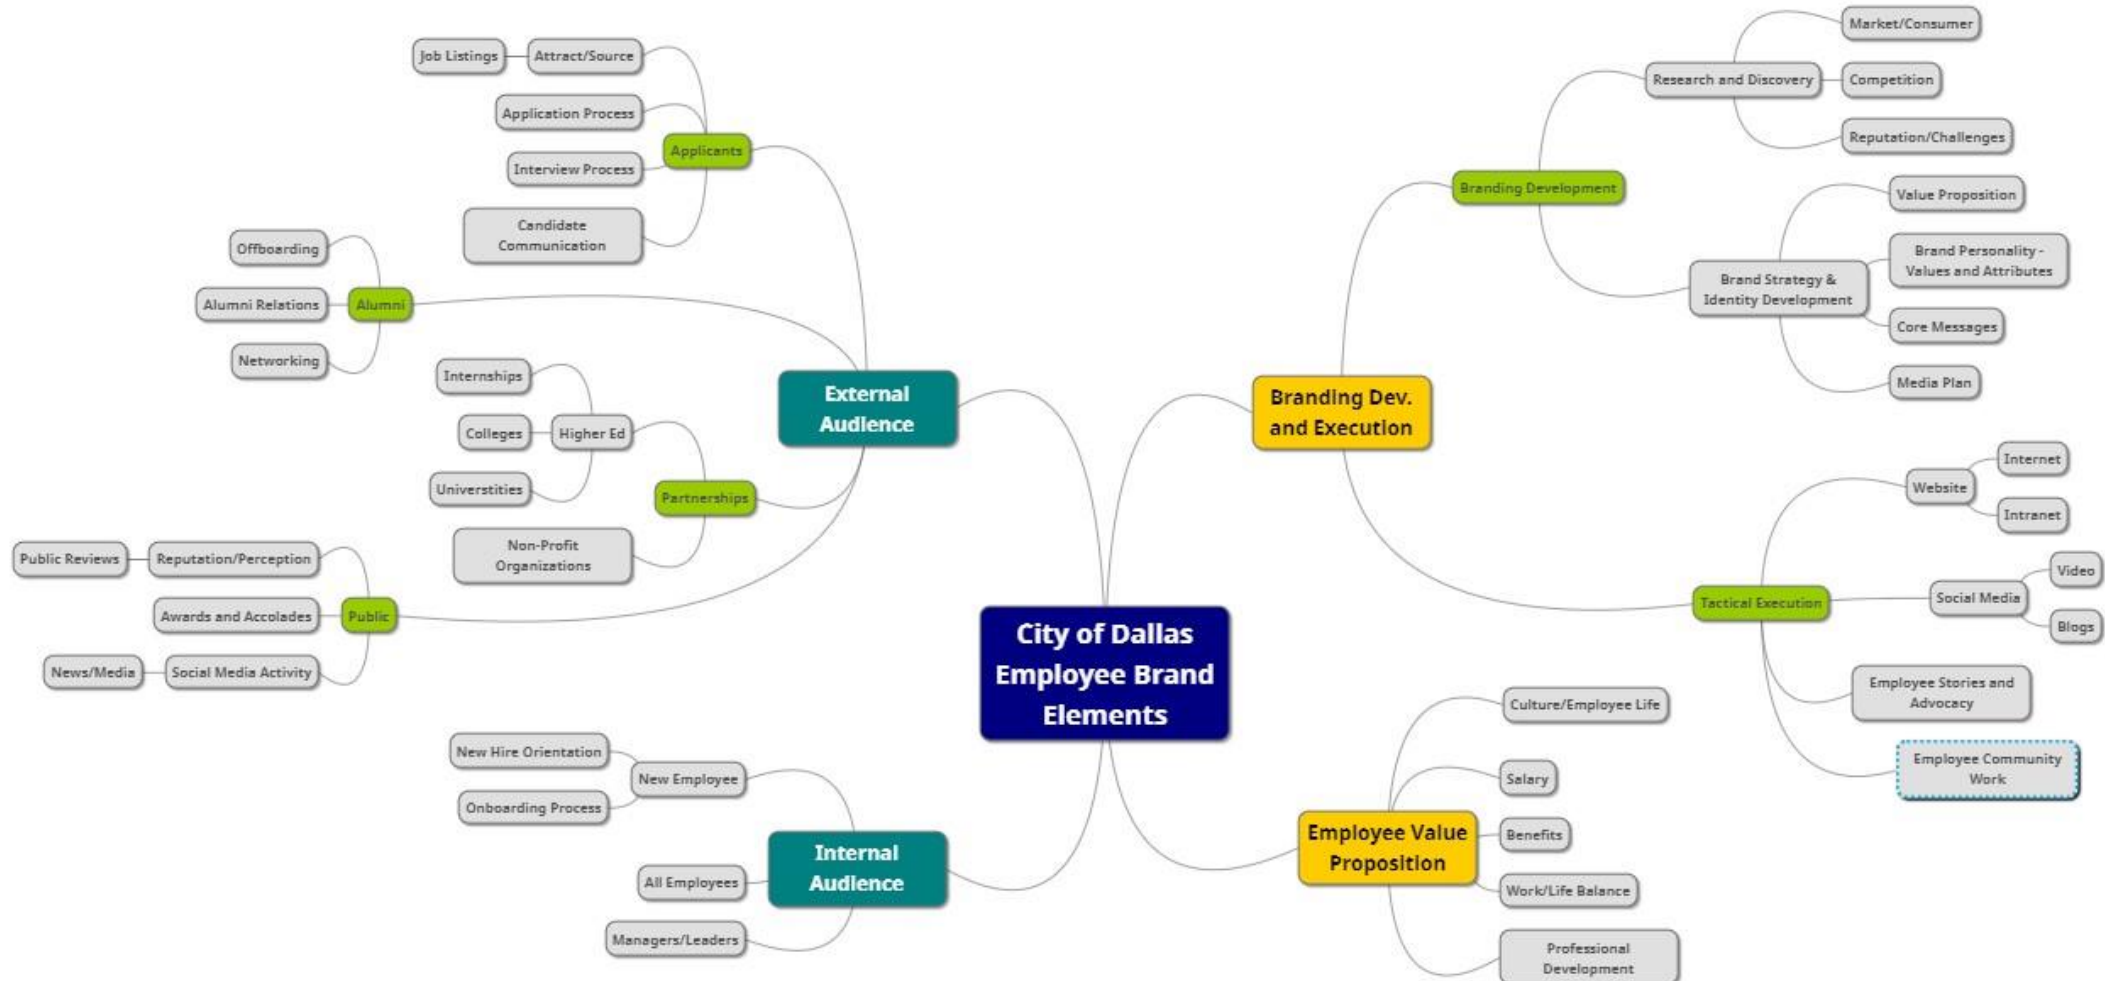 City of Dallas
Employee Brand
Elements
External
Audience
Applicants
Attract/Source
Job Listings
Application Process
Interview Process
Candidate
Communication
Alumni
Offboarding
Alumni Relations
Networking
Partnerships
Higher Ed
Internships
Colleges
Universtities
Non-Profit
Organizations
Public
Reputation/Perception
Public Reviews
Awards and Accolades
Social Media Activity
News/Media
Internal
Audience
New Employee
New Hire Orientation
Onboarding Process
All Employees
Managers/Leaders
Branding Dev.
and Execution
Branding Development
Research and Discovery
Market/Consumer
Competition
Reputation/Challenges
Brand Strategy &
Identity Development
Value Proposition
Brand Personality -
Values and Attributes
Core Messages
Media Plan
Tactical Execution
Website
Internet
Intranet
Social Media
Video
Blogs
Employee Stories and
Advocacy
Employee Community
Work
Employee Value
Proposition
Culture/Employee Life
Salary
Benefits
Work/Life Balance
Professional
Development